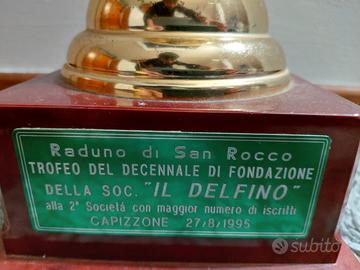 Raduno di San Rocco
TROFEO DEL DECENNALE DI FONDAZIONE
DELLA SOC. "IL DELFINO"
alla 2ª Societá con maggior numero di iscritti
CAPIZZONE 27/8/1995
subito